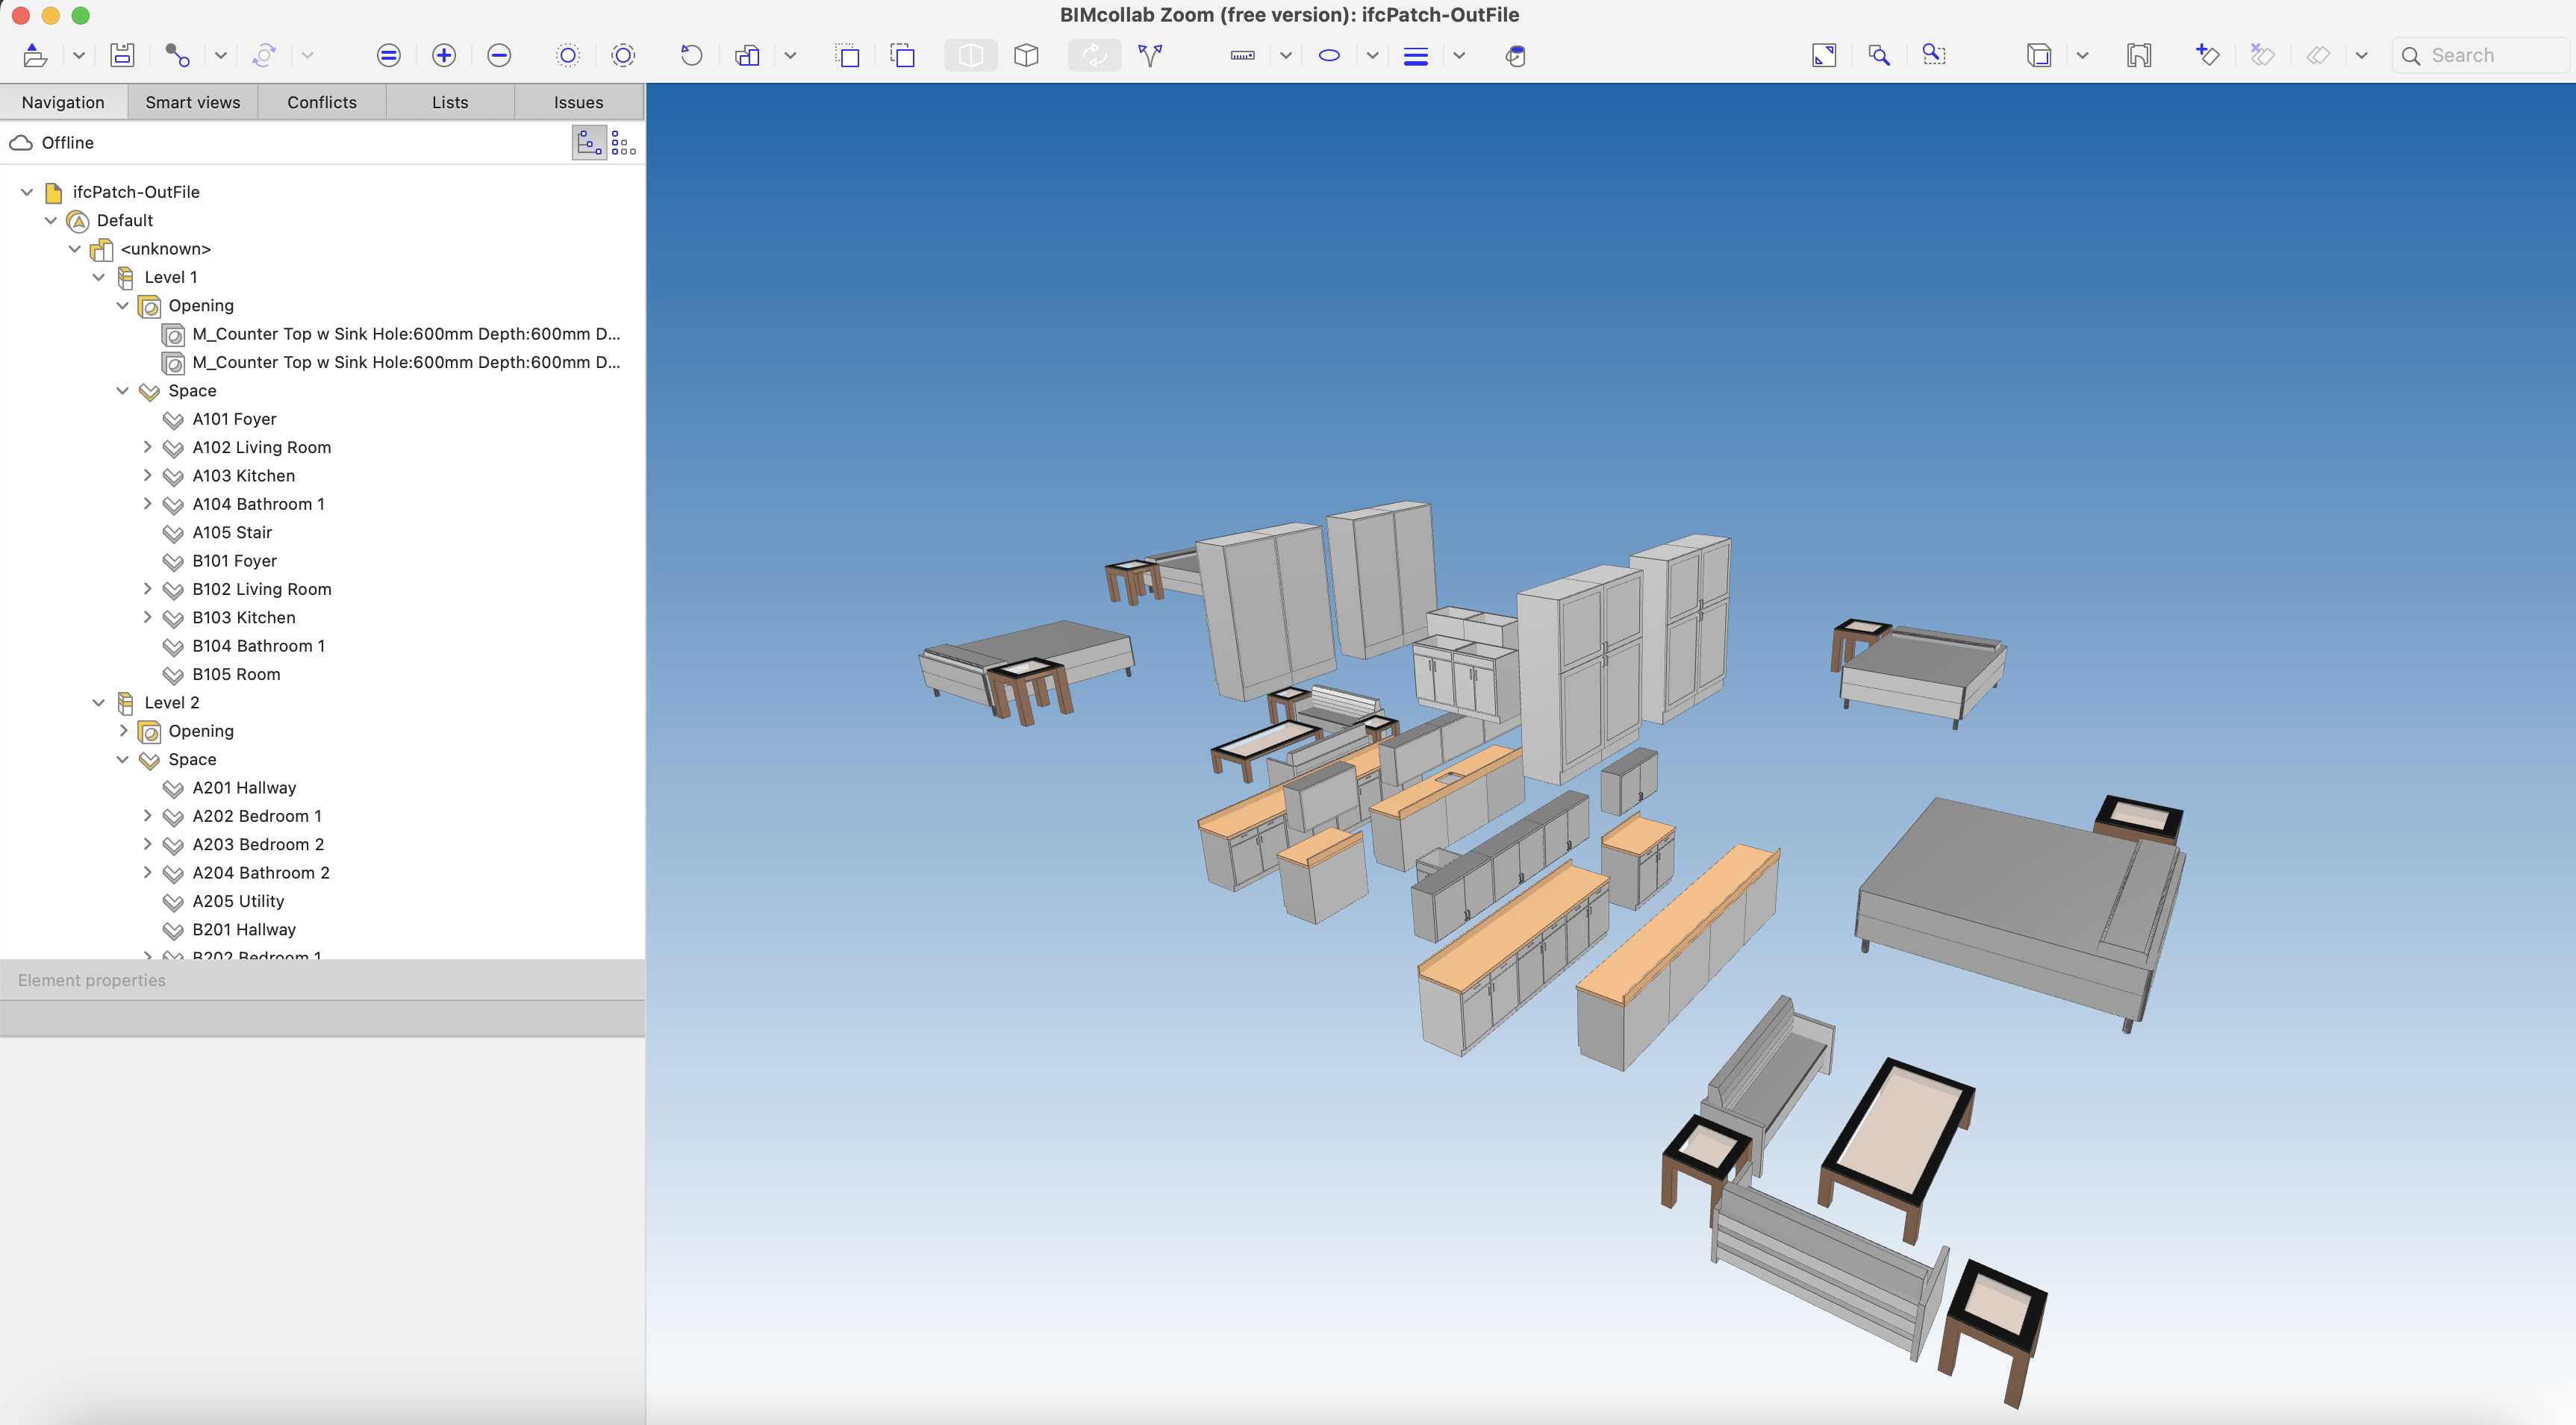 BIMcollab Zoom (free version): ifcPatch-OutFile
Search
Navigation
Smart views
Conflicts
Lists
Issues
Offline
ifcPatch-OutFile
Default
<unknown>
Level 1
Opening
M_Counter Top w Sink Hole:600mm Depth:600mm D...
M_Counter Top w Sink Hole:600mm Depth:600mm D...
Space
A101 Foyer
A102 Living Room
A103 Kitchen
A104 Bathroom 1
A105 Stair
B101 Foyer
B102 Living Room
B103 Kitchen
B104 Bathroom 1
B105 Room
Level 2
Opening
Space
A201 Hallway
A202 Bedroom 1
A203 Bedroom 2
A204 Bathroom 2
A205 Utility
B201 Hallway
B202 Bedroom 1
Element properties